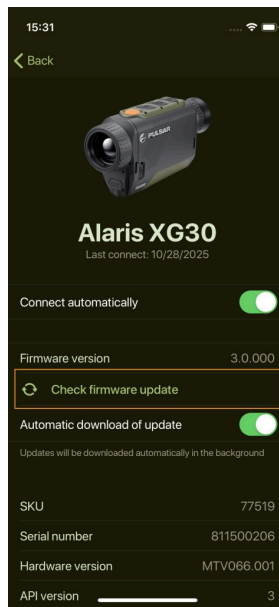 15:31
Back
PULSAR
Alaris XG30
Last connect: 10/28/2025
Connect automatically
Firmware version 3.0.000
Check firmware update
Automatic download of update
Updates will be downloaded automatically in the background
SKU 77519
Serial number 811500206
Hardware version MTV066.001
API version 3